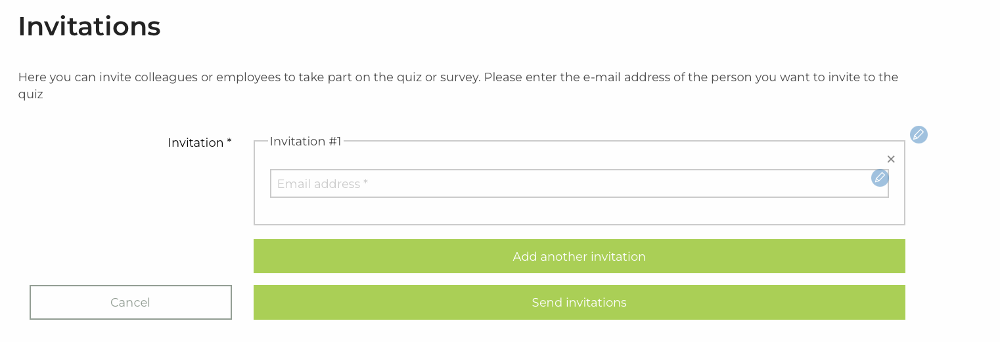 Invitations
Here you can invite colleagues or employees to take part on the quiz or survey. Please enter the e-mail address of the person you want to invite to the
quiz
Invitation *
Invitation #1
Email address *
Add another invitation
Cancel
Send invitations